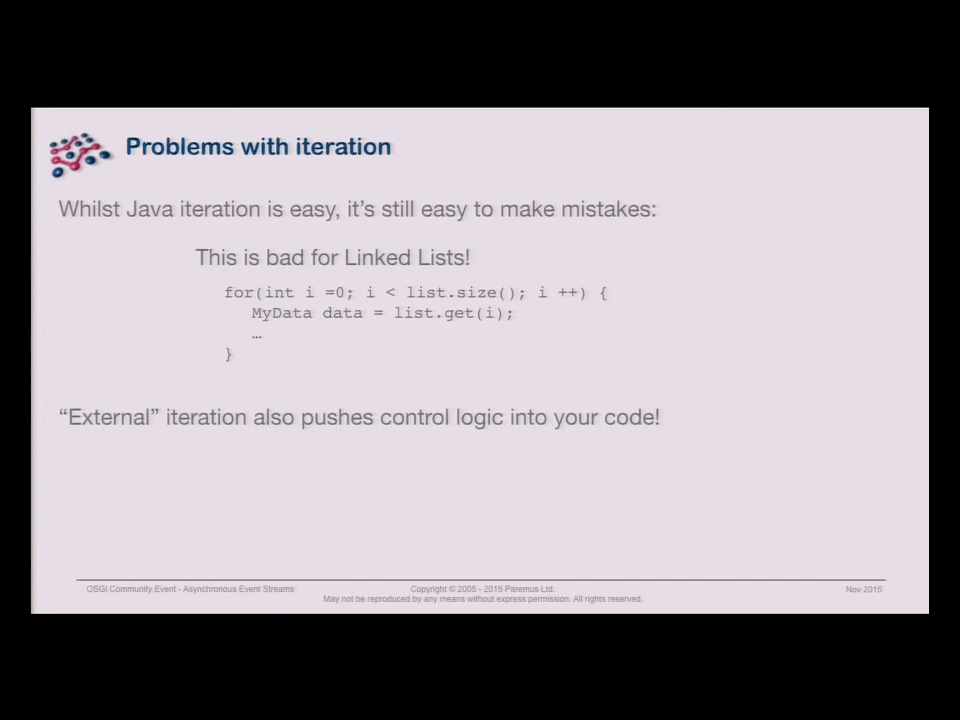 Problems with iteration
Whilst Java iteration is easy, it’s still easy to make mistakes:
This is bad for Linked Lists!
for(int i =0; i < list.size(); i ++) {
MyData data = list.get(i);
…
}
“External” iteration also pushes control logic into your code!
OSGi Community Event - Asynchronous Event Streams
Copyright © 2005 - 2015 Paremus Ltd.
May not be reproduced by any means without express permission. All rights reserved.
Nov 2015